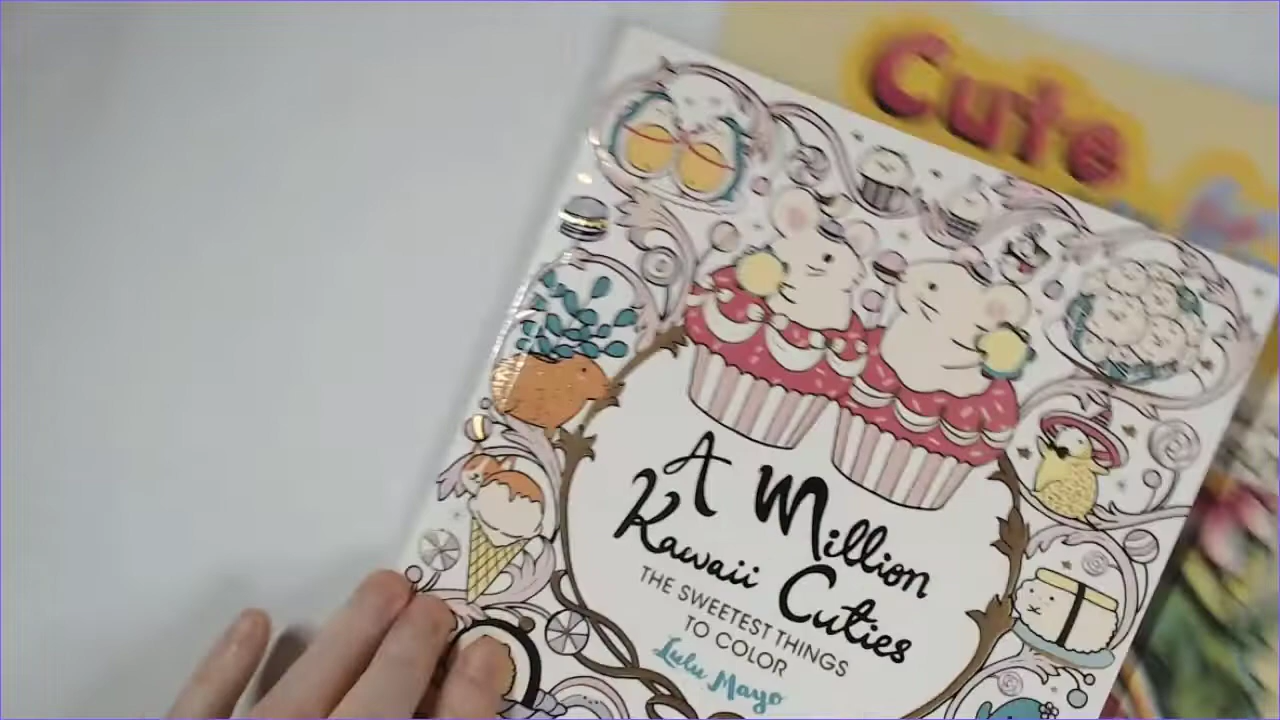 Cute
A Million
Kawaii Cuties
THE SWEETEST THINGS
TO COLOR
Lulu Mayo